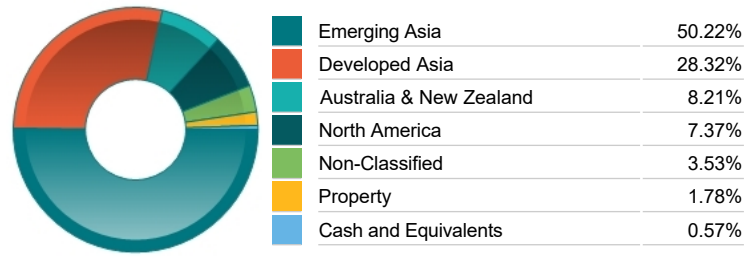 Emerging Asia 50.22%
Developed Asia 28.32%
Australia & New Zealand 8.21%
North America 7.37%
Non-Classified 3.53%
Property 1.78%
Cash and Equivalents 0.57%